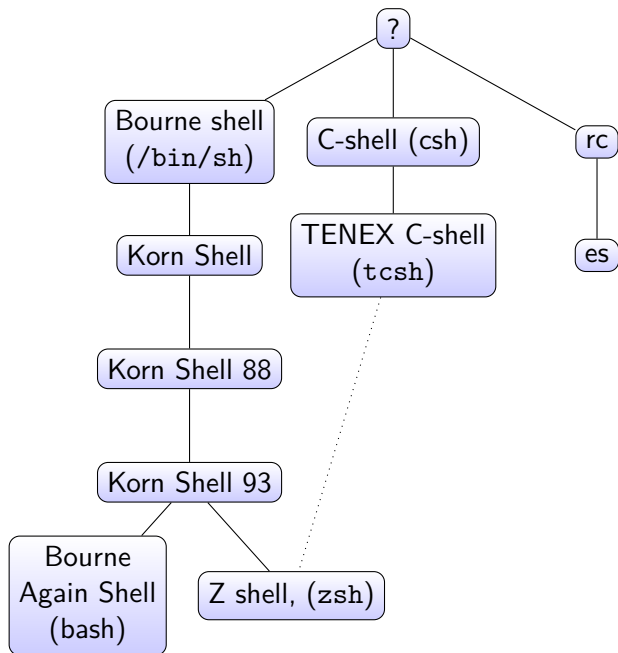 ?
Bourne shell
(/bin/sh)
C-shell (csh)
rc
Korn Shell
TENEX C-shell
(tcsh)
es
Korn Shell 88
Korn Shell 93
Bourne
Again Shell
(bash)
Z shell, (zsh)